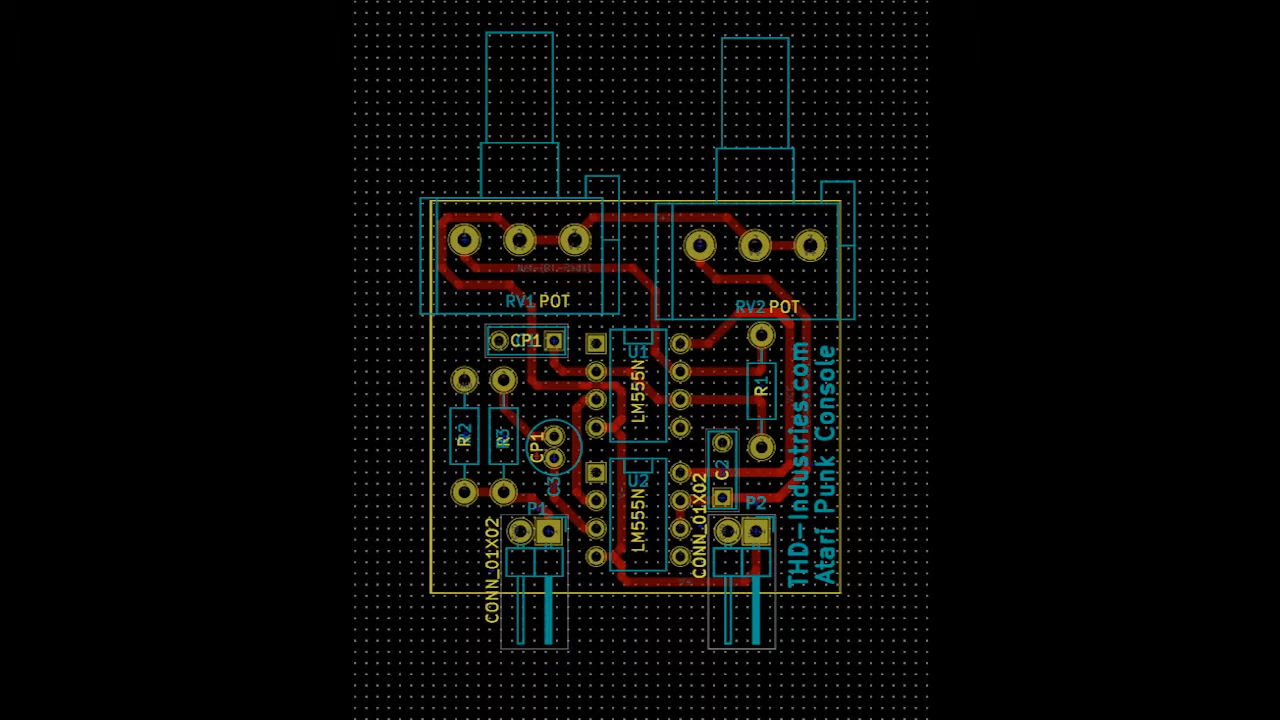 RV1 POT
RV2 POT
CP1
U1
LM555N
R1
R2
R3
CP1
C3
C2
U2
LM555N
P1
P2
CONN_01X02
CONN_01X02
THD-Industries.com
Atari Punk Console